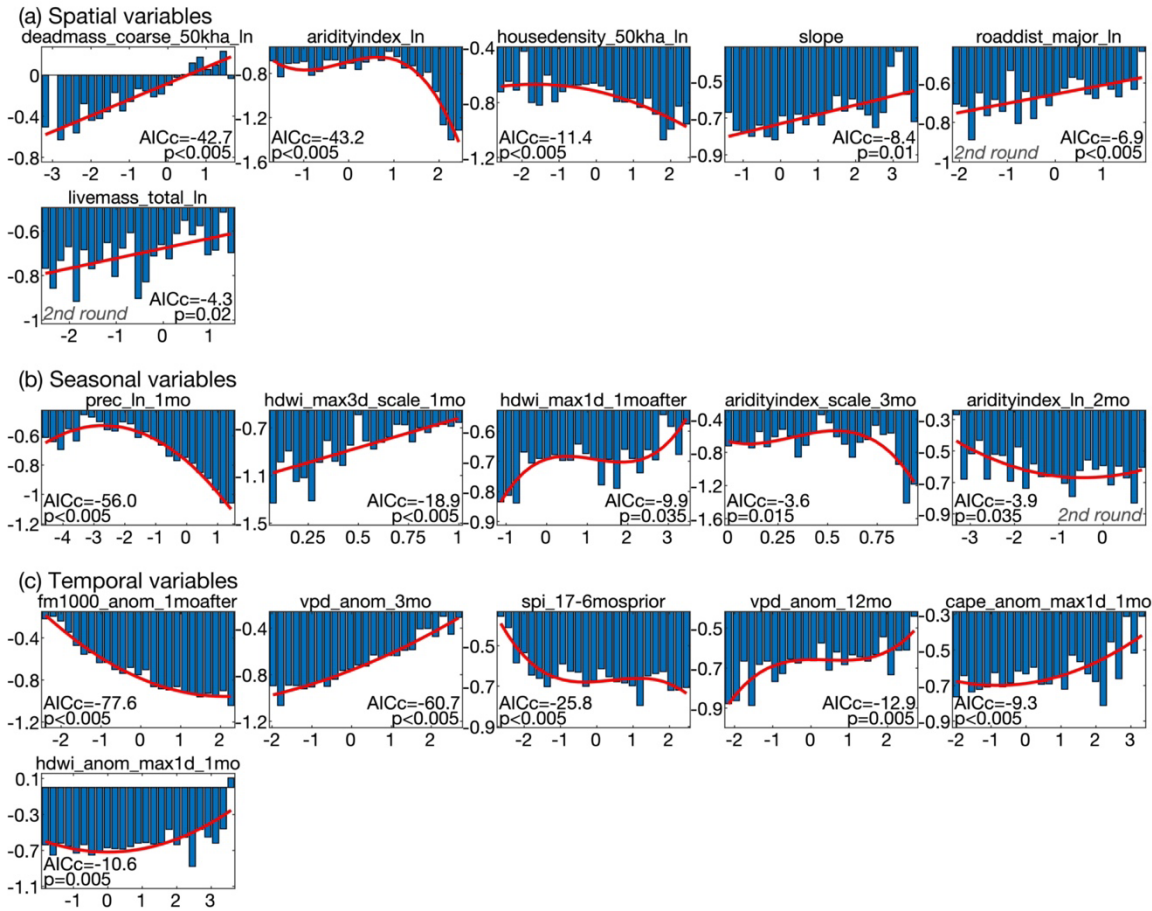 (a) Spatial variables
deadmass_coarse_50kha_ln aridityindex_ln housedensity_50kha_ln slope roaddist_major_ln
0 -0.4 -0.8
AICc=-42.7
p<0.005
-3 -2 -1 0 1
-0.8 -1.2 -1.6
AICc=-43.2
p<0.005
-1 0 1 2
-0.4 -0.8 -1.2
AICc=-11.4
p<0.005
-2 -1 0 1 2
-0.5 -0.7 -0.9
AICc=-8.4
p=0.01
-1 0 1 2 3
-0.6 -0.8 -1
AICc=-6.9
p<0.005
2nd round
-2 -1 0 1
livemass_total_ln
-0.6 -0.8 -1
AICc=-4.3
p=0.02
2nd round
-2 -1 0 1
(b) Seasonal variables
prec_ln_1mo hdwi_max3d_scale_1mo hdwi_max1d_1moafter aridityindex_scale_3mo aridityindex_ln_2mo
-0.6 -0.8 -1 -1.2
AICc=-56.0
p<0.005
-4 -3 -2 -1 0 1
-0.7 -0.9 -1.1 -1.5
AICc=-18.9
p<0.005
0.25 0.5 0.75 1
-0.6 -0.7 -0.8 -0.9
AICc=-9.9
p=0.035
-1 0 1 2 3
-0.4 -0.8 -1.2 -1.6
AICc=-3.6
p=0.015
0 0.25 0.5 0.75
-0.3 -0.5 -0.7 -0.9
AICc=-3.9
p=0.035
2nd round
-3 -2 -1 0
(c) Temporal variables
fm1000_anom_1moafter vpd_anom_3mo spi_17-6mosprior vpd_anom_12mo cape_anom_max1d_1mo
-0.4 -0.8 -1.2
AICc=-77.6
p<0.005
-2 -1 0 1 2
-0.4 -0.8 -1.2
AICc=-60.7
p<0.005
-2 -1 0 1 2
-0.5 -0.7 -0.9
AICc=-25.8
p<0.005
-2 -1 0 1 2
-0.5 -0.7 -0.9
AICc=-12.9
p=0.005
-2 -1 0 1 2
-0.3 -0.5 -0.7 -0.9
AICc=-9.3
p<0.005
-2 -1 0 1 2 3
hdwi_anom_max1d_1mo
0.1 -0.3 -0.7 -1.1
AICc=-10.6
p=0.005
-1 0 1 2 3